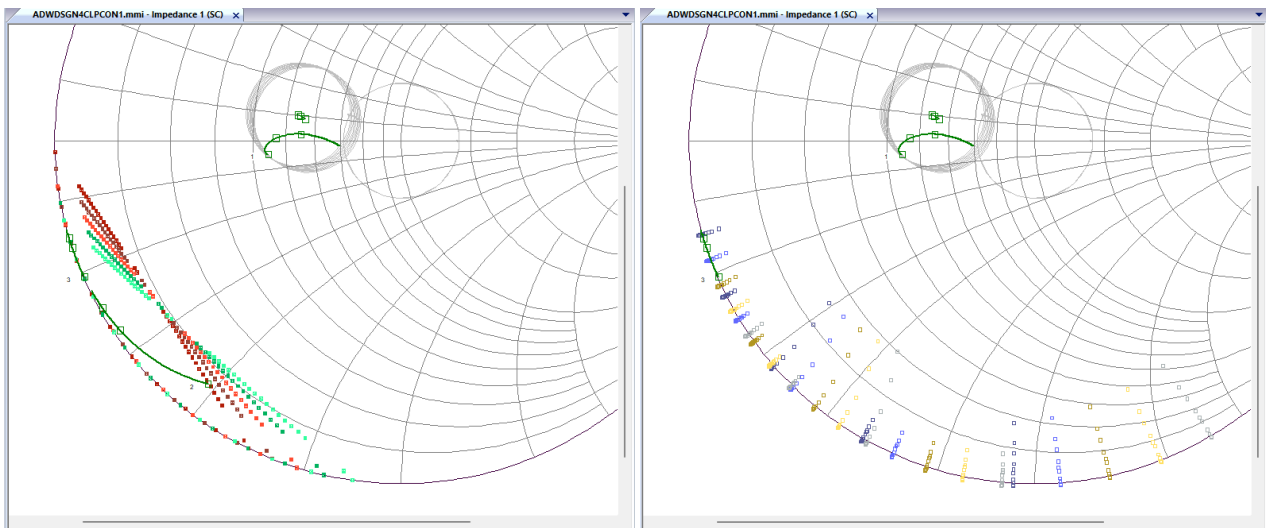 ADWDSGN4CLPCON1.mmi - Impedance 1 (SC)
1
3
2
ADWDSGN4CLPCON1.mmi - Impedance 1 (SC)
1
3